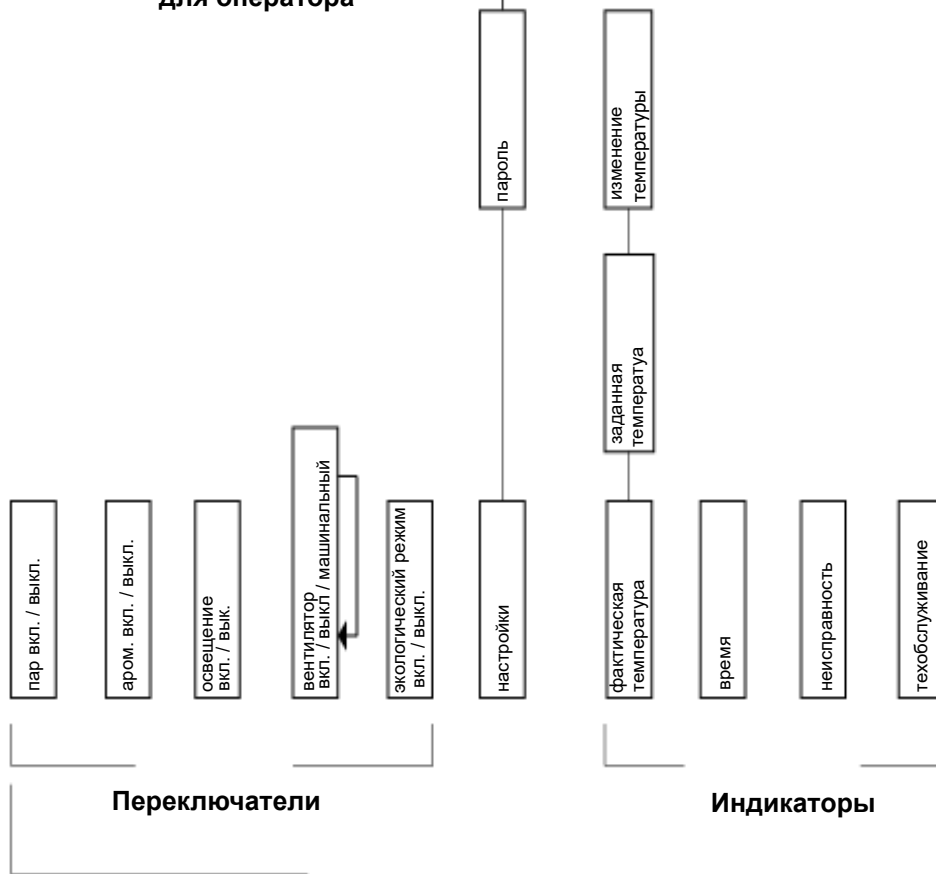 для оператора
пароль
изменение
температуры
заданная
температуа
пар вкл. / выкл.
аром. вкл. / выкл.
освещение
вкл. / вык.
вентилятор
вкл. / выкл / машинальный
экологический режим
вкл. / выкл.
настройки
фактическая
температура
время
неисправность
техобслуживание
Переключатели
Индикаторы